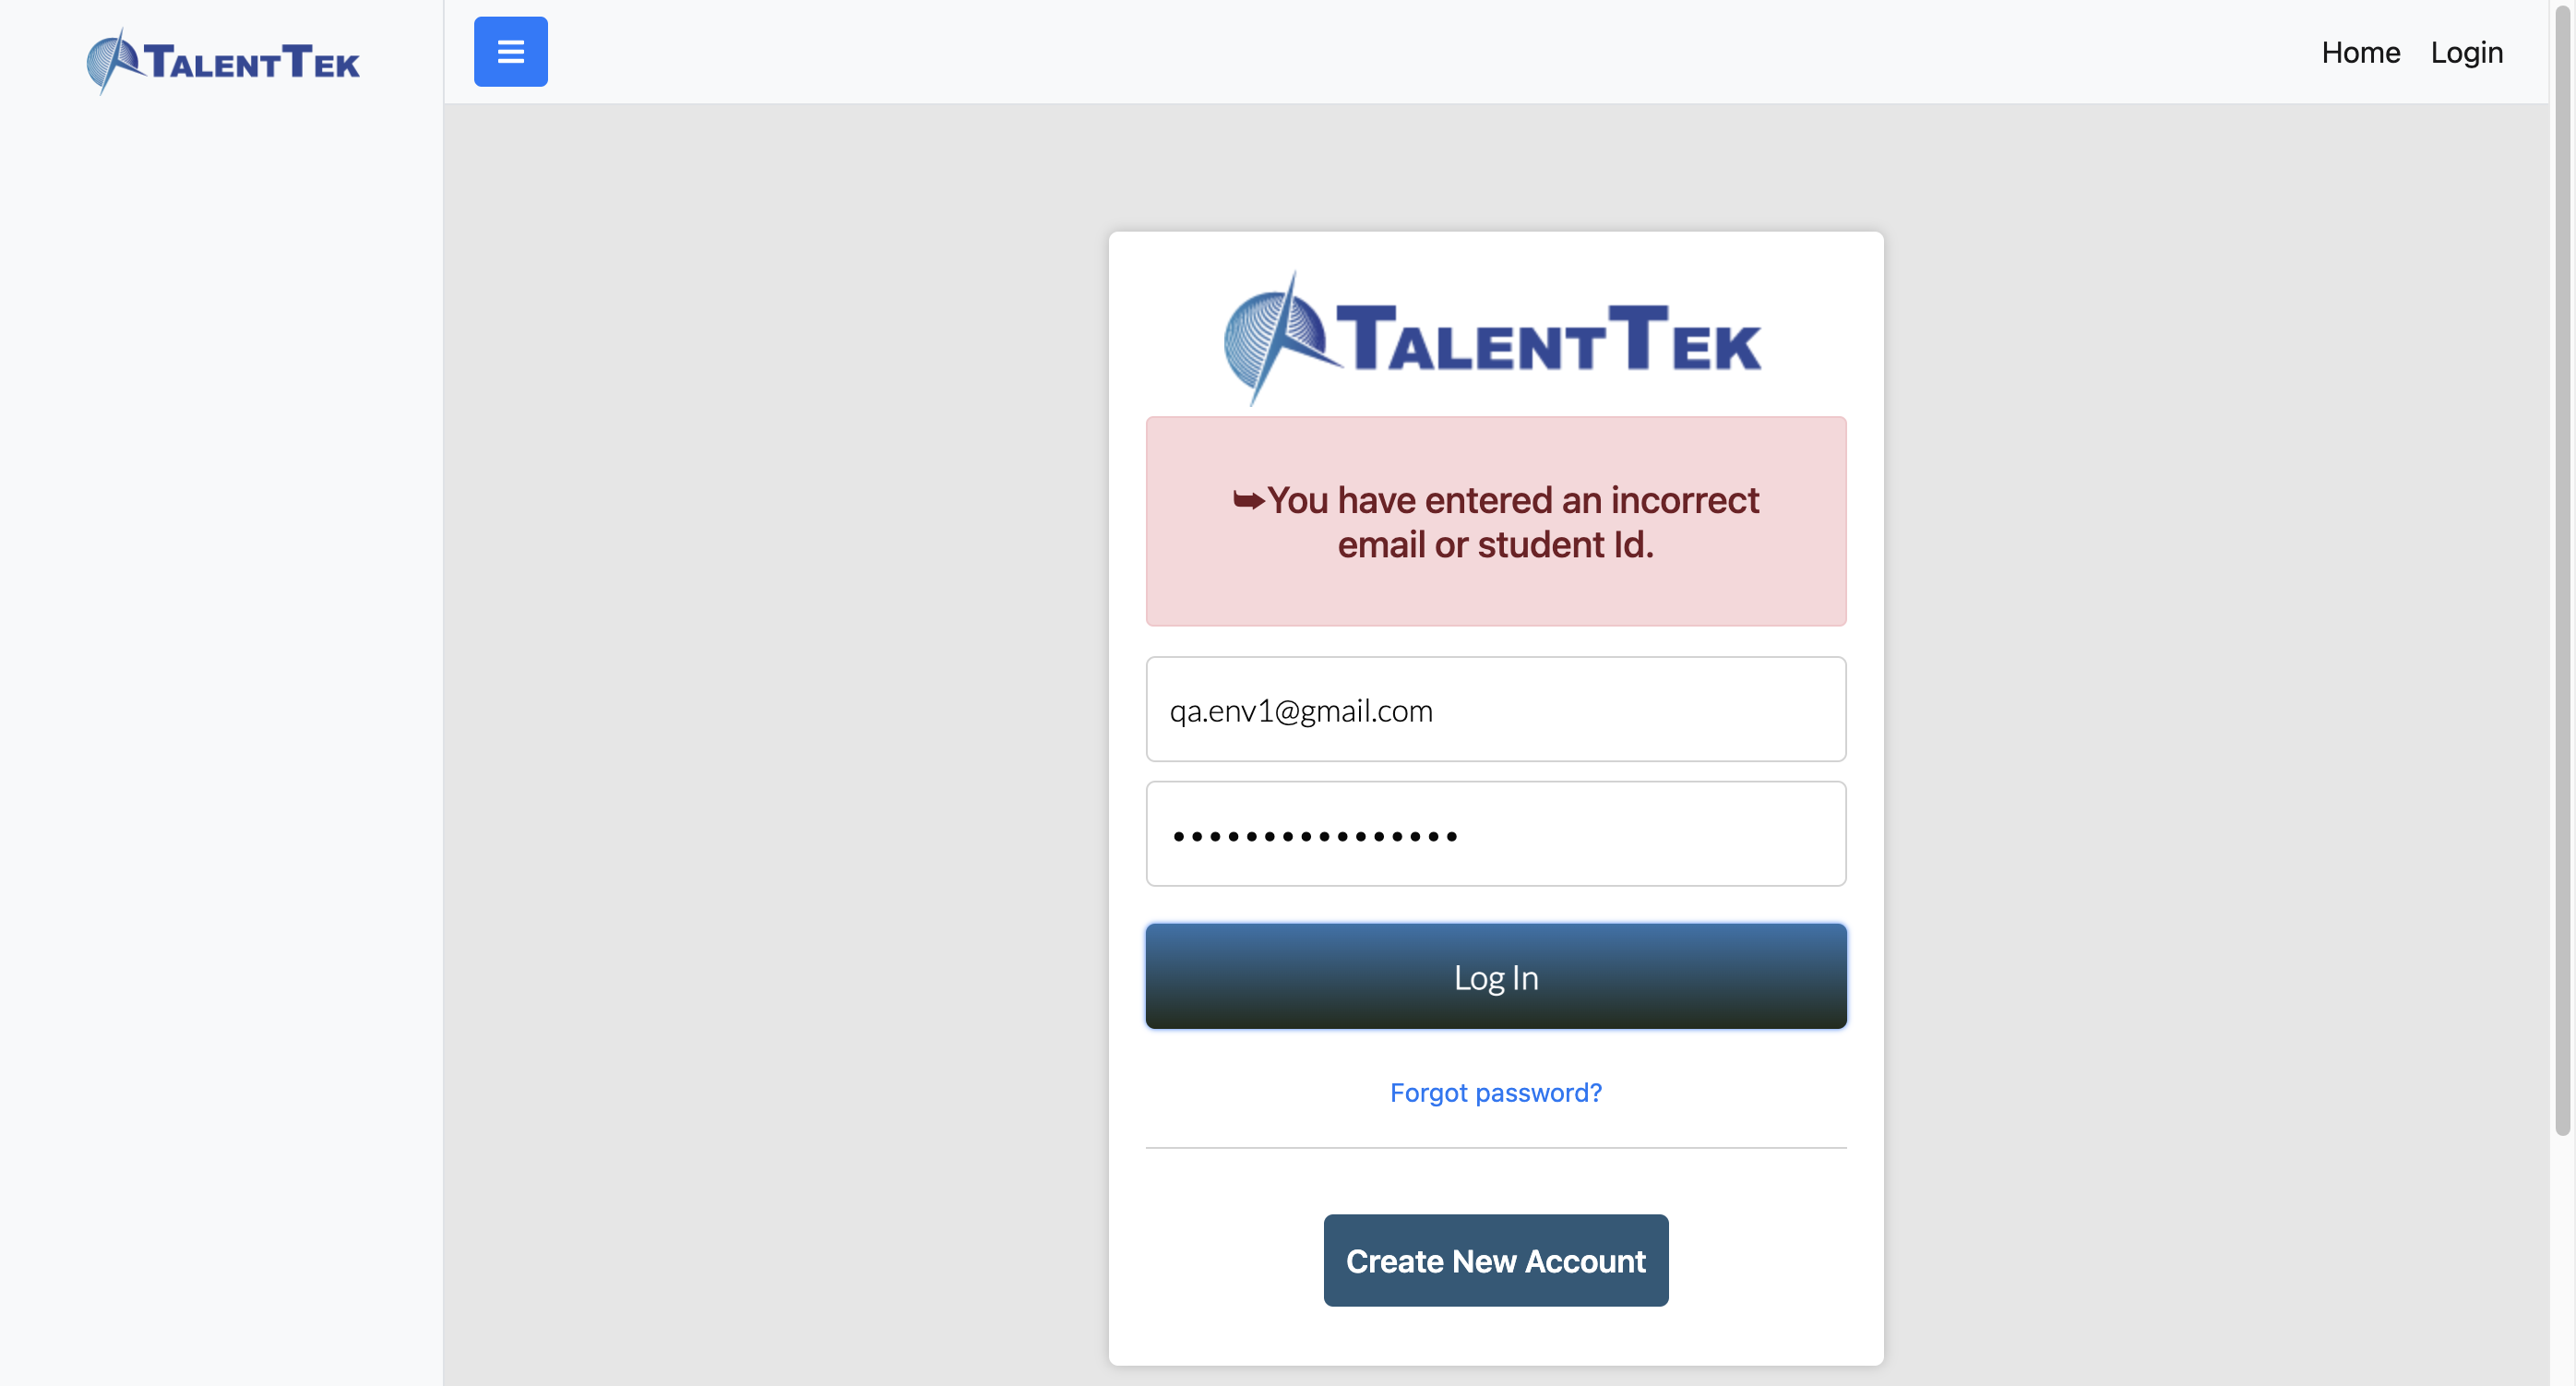 TALENTTEK
Home Login
TALENTTEK
➥You have entered an incorrect
email or student Id.
qa.env1@gmail.com
••••••••••••••••
Log In
Forgot password?
Create New Account